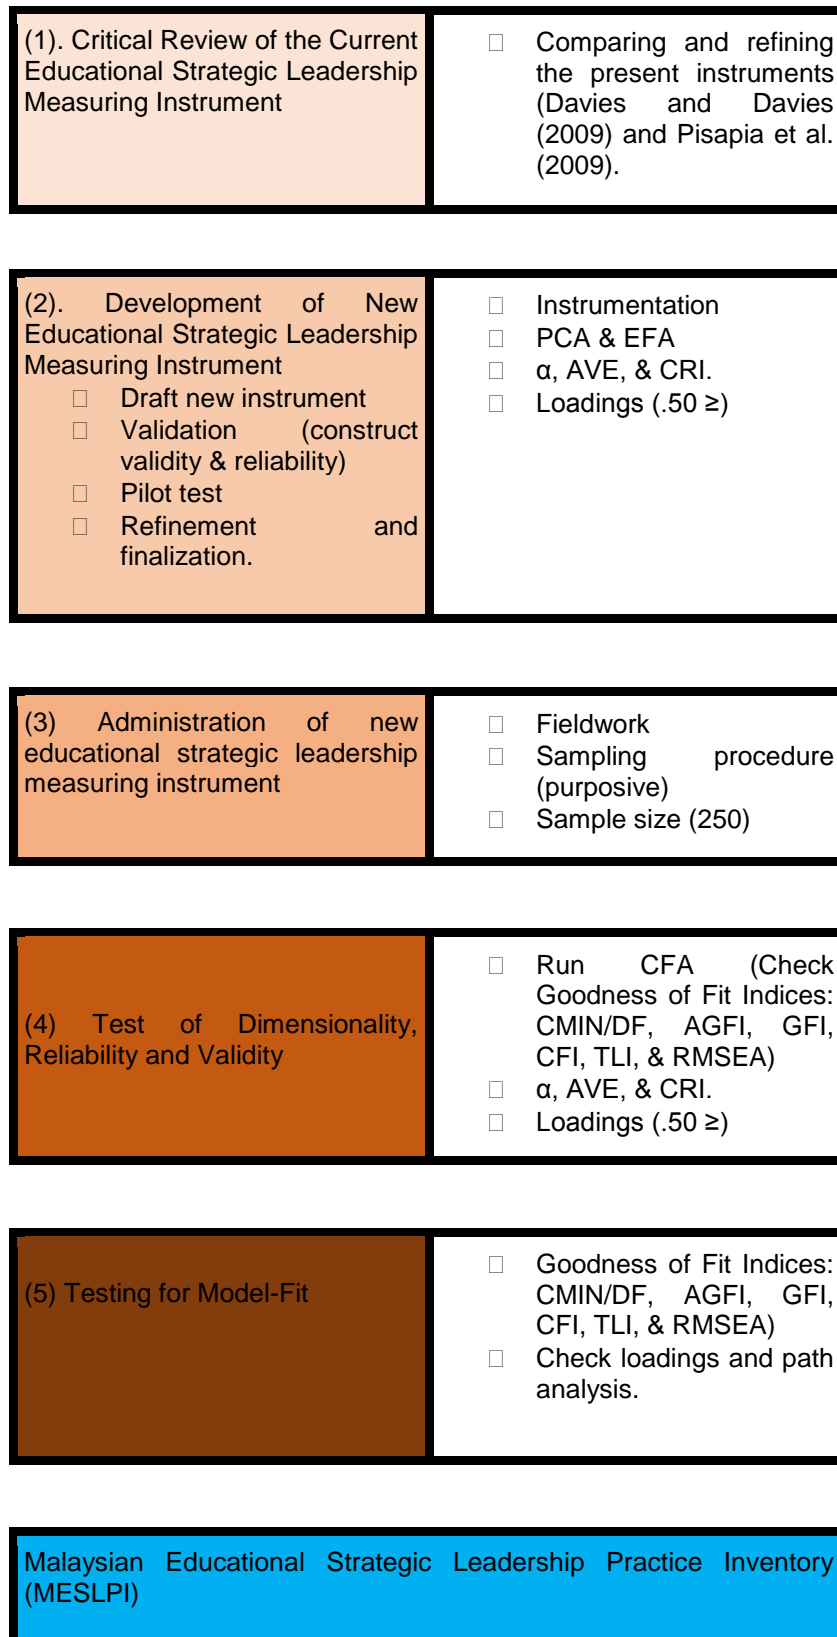 (1). Critical Review of the Current
Educational Strategic Leadership
Measuring Instrument
□ Comparing and refining
the present instruments
(Davies and Davies
(2009) and Pisapia et al.
(2009).
(2). Development of New
Educational Strategic Leadership
Measuring Instrument
□ Draft new instrument
□ Validation (construct
validity & reliability)
□ Pilot test
□ Refinement and
finalization.
□ Instrumentation
□ PCA & EFA
□ α, AVE, & CRI.
□ Loadings (.50 ≥)
(3) Administration of new
educational strategic leadership
measuring instrument
□ Fieldwork
□ Sampling procedure
(purposive)
□ Sample size (250)
(4) Test of Dimensionality,
Reliability and Validity
□ Run CFA (Check
Goodness of Fit Indices:
CMIN/DF, AGFI, GFI,
CFI, TLI, & RMSEA)
□ α, AVE, & CRI.
□ Loadings (.50 ≥)
(5) Testing for Model-Fit
□ Goodness of Fit Indices:
CMIN/DF, AGFI, GFI,
CFI, TLI, & RMSEA)
□ Check loadings and path
analysis.
Malaysian Educational Strategic Leadership Practice Inventory
(MESLPI)